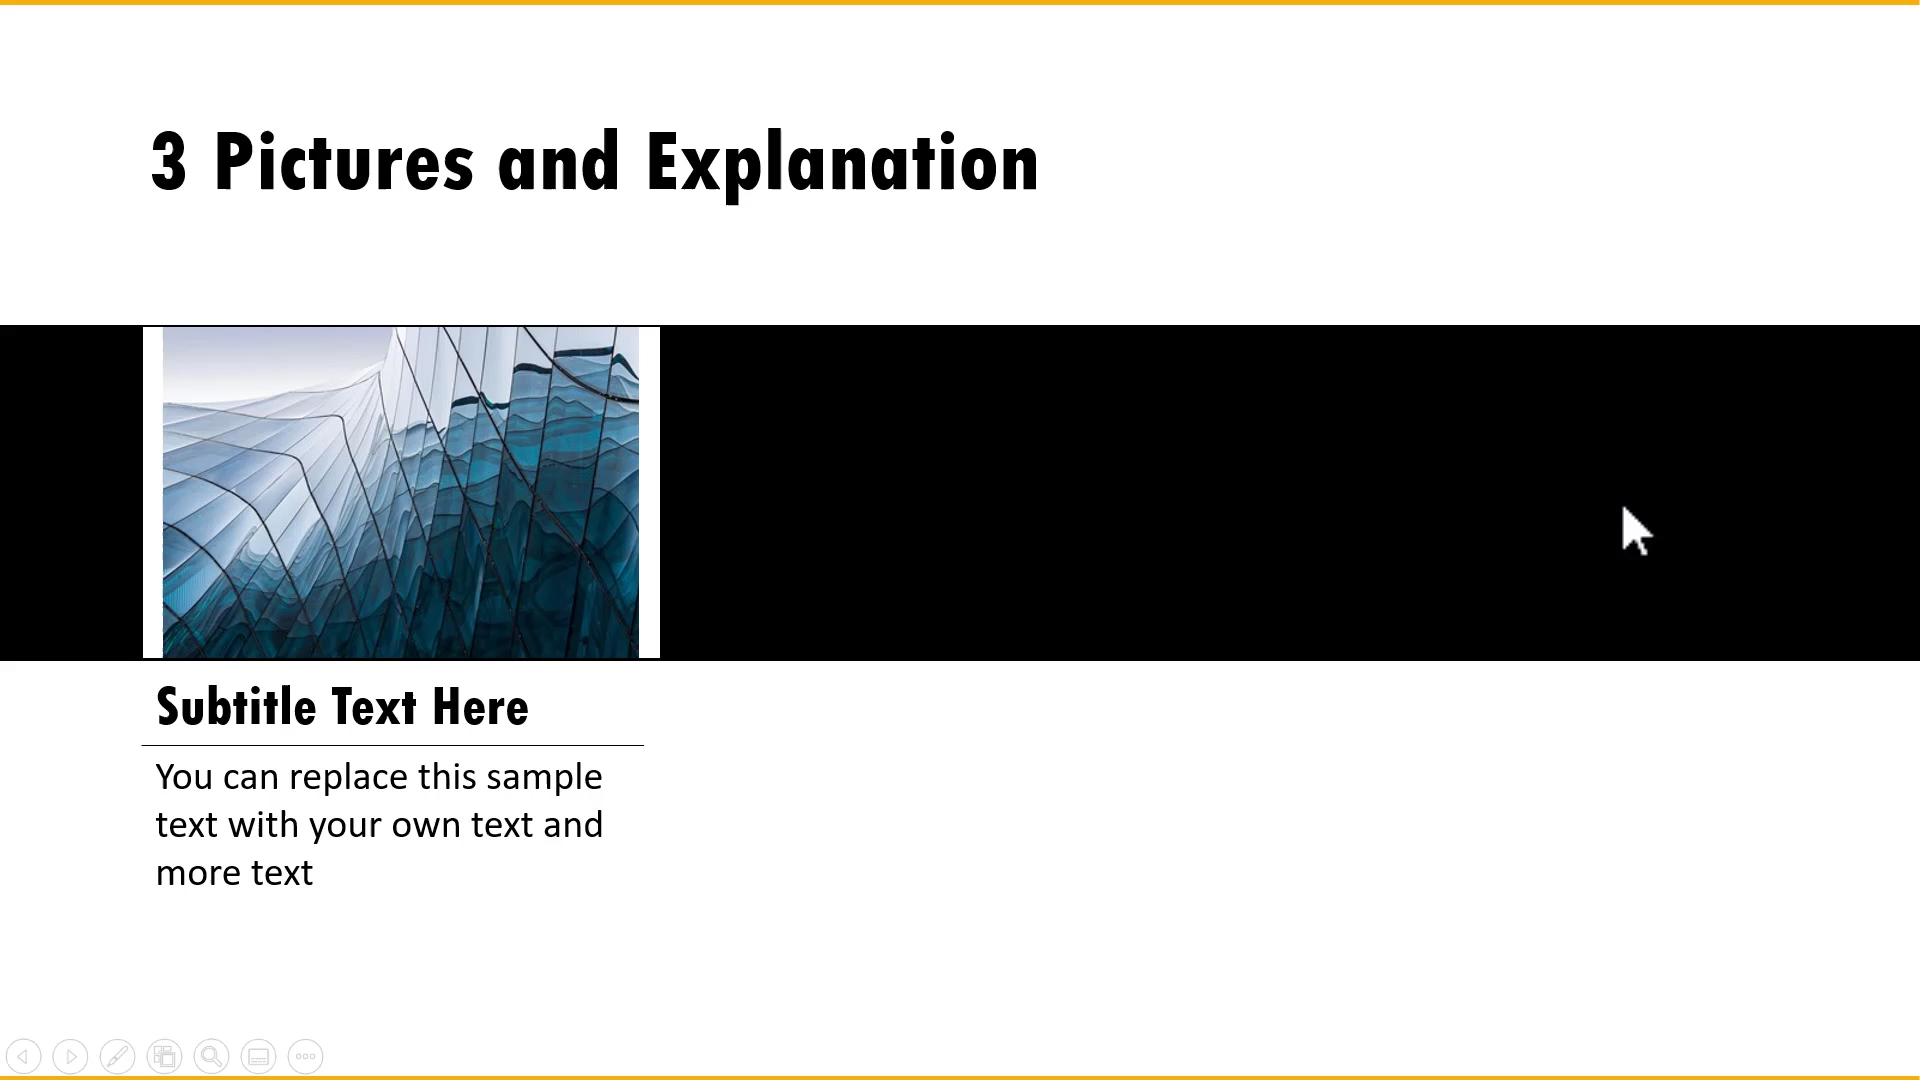 3 Pictures and Explanation
Subtitle Text Here
You can replace this sample
text with your own text and
more text